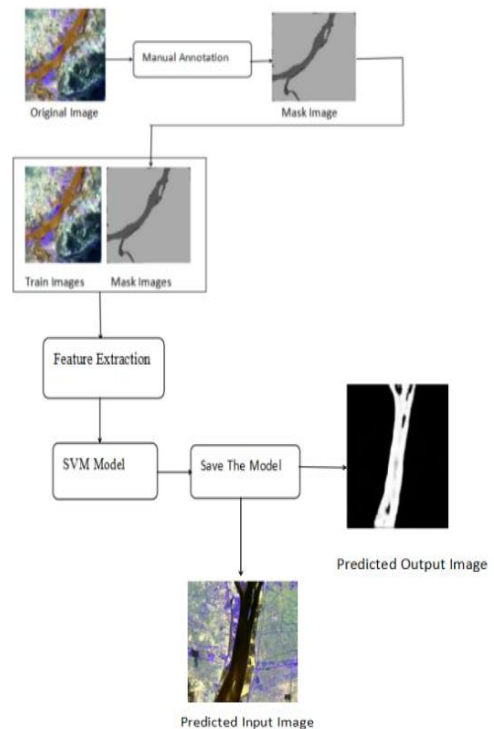 Manual Annotation
Original Image
Mask Image
Train Images
Mask Images
Feature Extraction
SVM Model
Save The Model
Predicted Output Image
Predicted Input Image